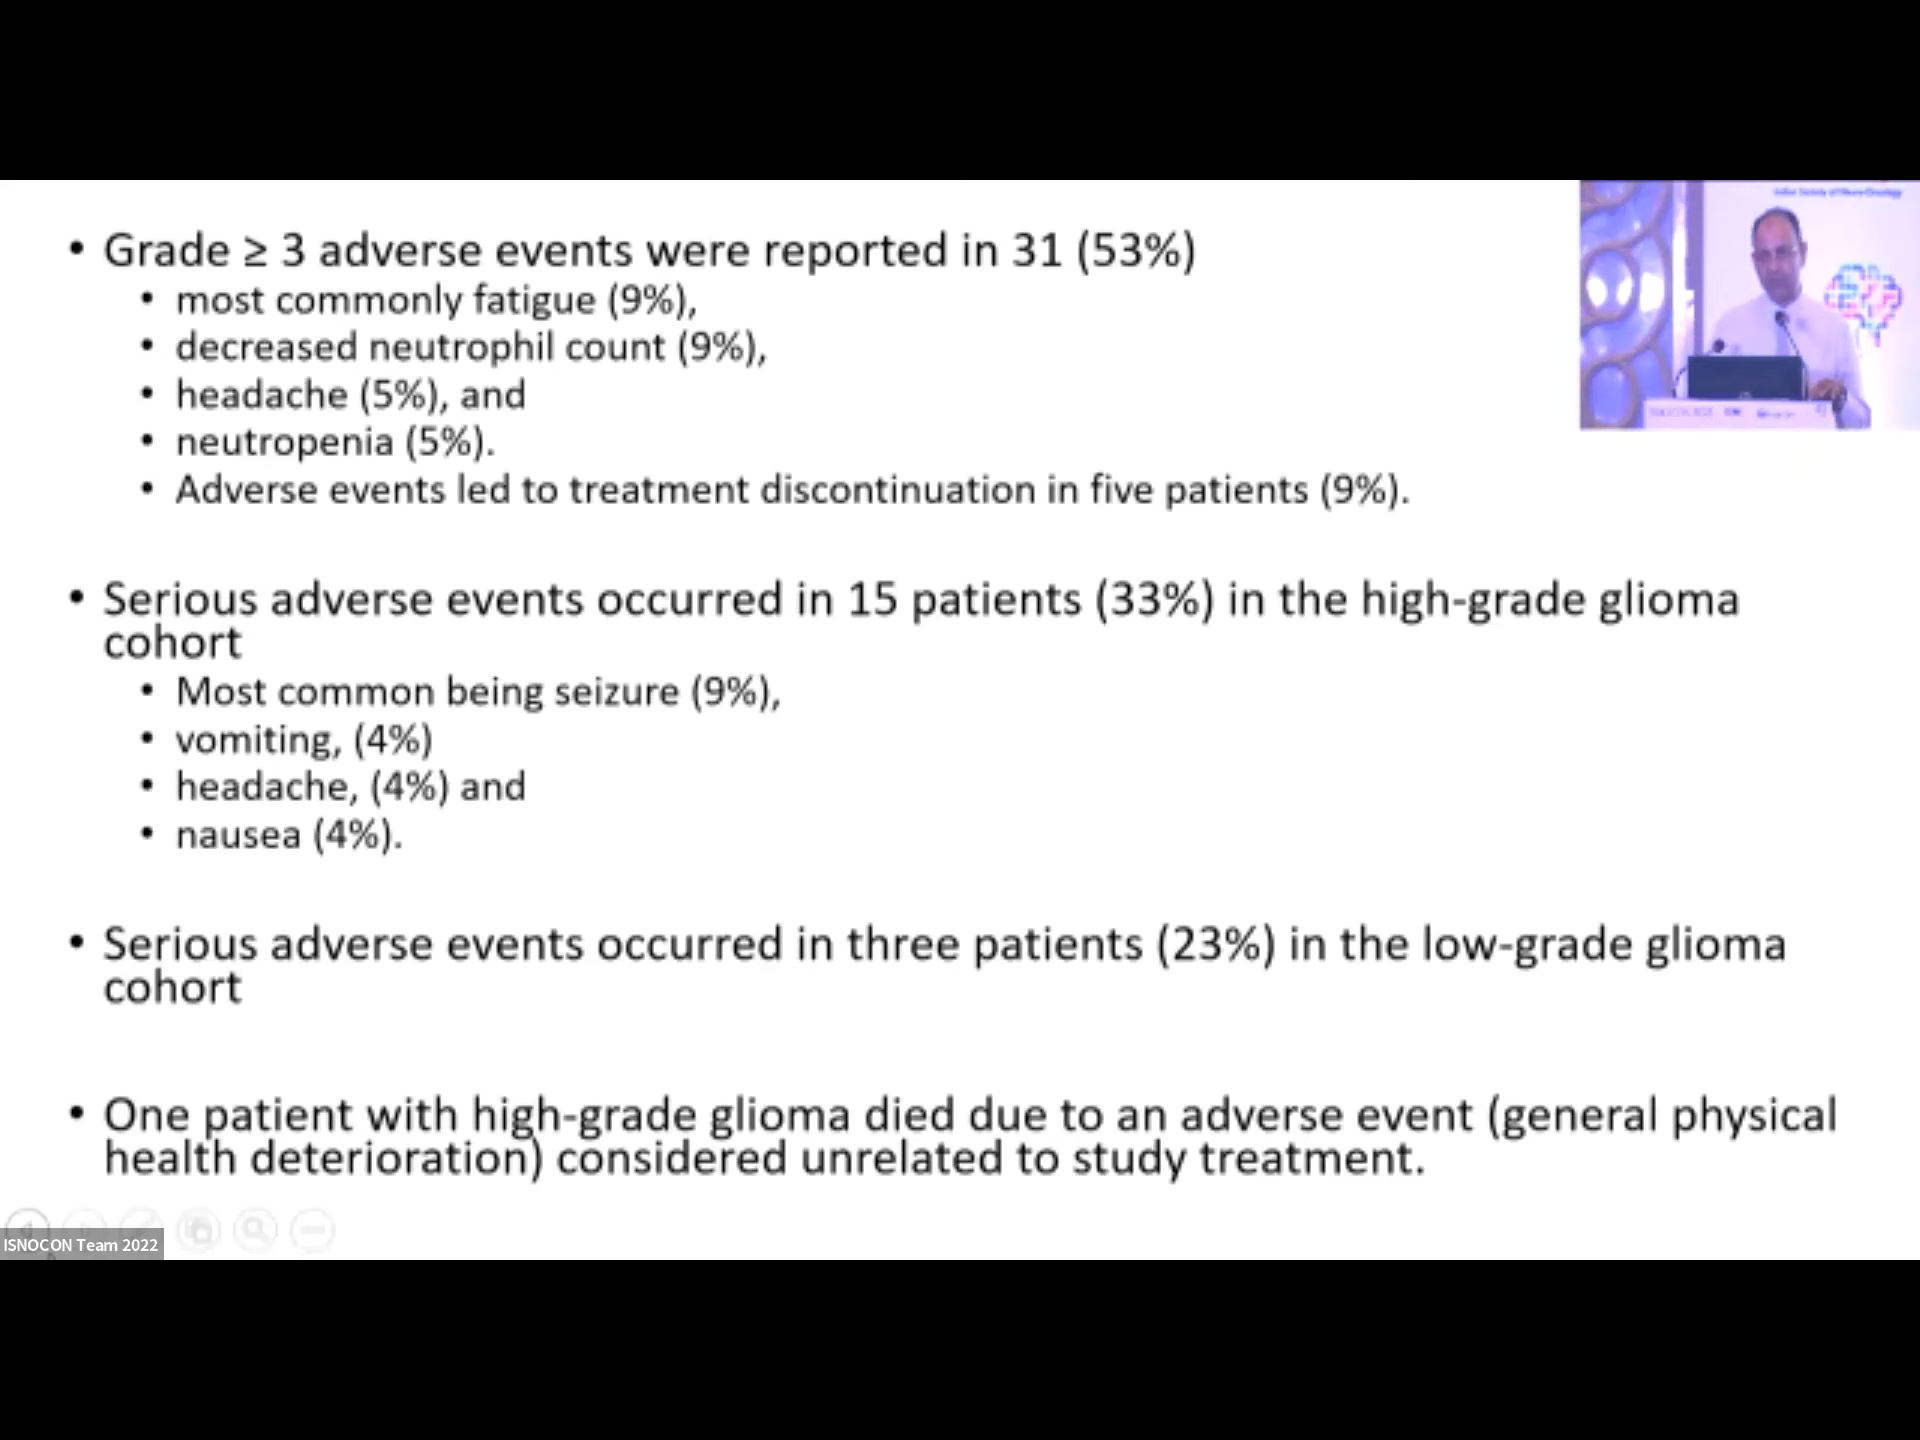 Indian Society of Neuro-Oncology
• Grade ≥ 3 adverse events were reported in 31 (53%)
• most commonly fatigue (9%),
• decreased neutrophil count (9%),
• headache (5%), and
• neutropenia (5%).
• Adverse events led to treatment discontinuation in five patients (9%).
• Serious adverse events occurred in 15 patients (33%) in the high-grade glioma
cohort
• Most common being seizure (9%),
• vomiting, (4%)
• headache, (4%) and
• nausea (4%).
• Serious adverse events occurred in three patients (23%) in the low-grade glioma
cohort
• One patient with high-grade glioma died due to an adverse event (general physical
health deterioration) considered unrelated to study treatment.
ISNOCON Team 2022